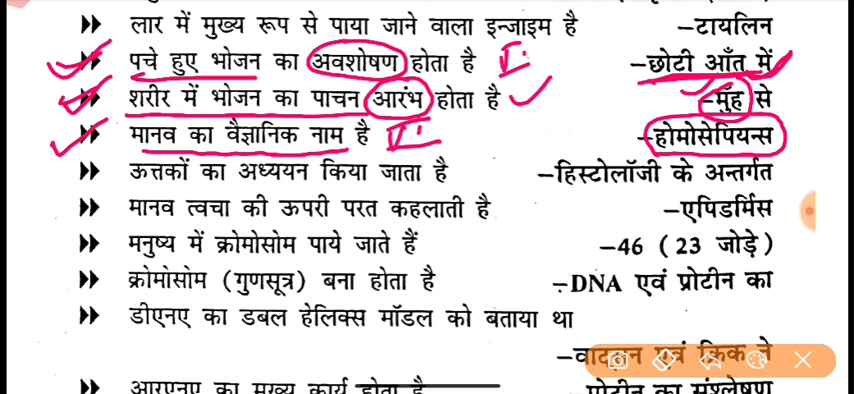 लार में मुख्य रूप से पाया जाने वाला इन्जाइम है –टायलिन
पचे हुए भोजन का अवशोषण होता है –छोटी आँत में
शरीर में भोजन का पाचन आरंभ होता है –मुँह से
मानव का वैज्ञानिक नाम है –होमोसेपियन्स
ऊत्तकों का अध्ययन किया जाता है –हिस्टोलॉजी के अन्तर्गत
मानव त्वचा की ऊपरी परत कहलाती है –एपिडर्मिस
मनुष्य में क्रोमोसोम पाये जाते हैं –46 ( 23 जोड़े )
क्रोमोसोम (गुणसूत्र) बना होता है –DNA एवं प्रोटीन का
डीएनए का डबल हेलिक्स मॉडल को बताया था
–वाटसन एवं क्रिक ने
आरएनए का मुख्य कार्य होता है –प्रोटीन का संश्लेषण